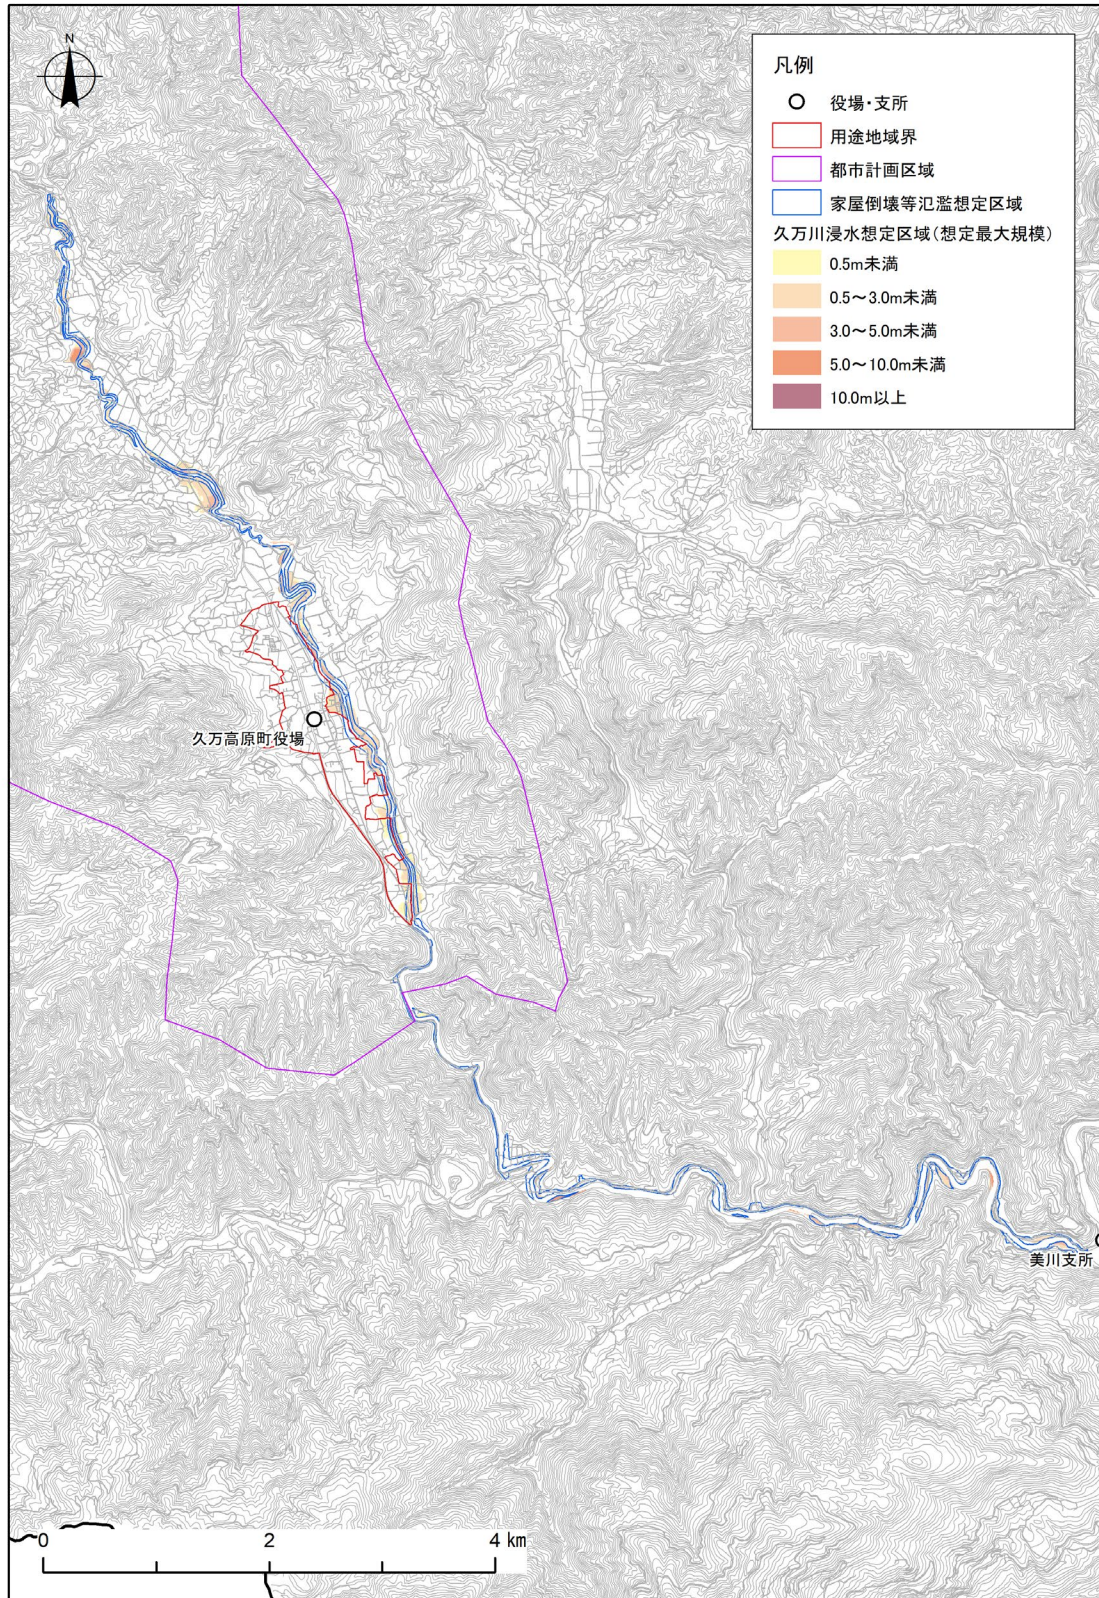 N
凡例
役場・支所
用途地域界
都市計画区域
家屋倒壊等氾濫想定区域
久万川浸水想定区域(想定最大規模)
0.5m未満
0.5～3.0m未満
3.0～5.0m未満
5.0～10.0m未満
10.0m以上
久万高原町役場
美川支所
0 2 4 km